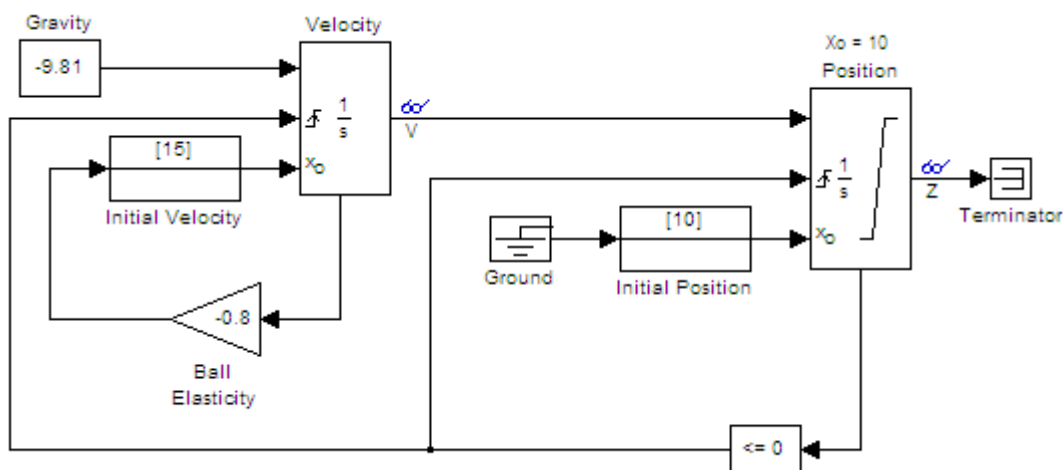 Gravity
-9.81
Velocity
1
s
xo
V
[15]
Initial Velocity
-0.8
Ball
Elasticity
Xo = 10
Position
1
s
xo
Z
Terminator
Ground
[10]
Initial Position
<= 0